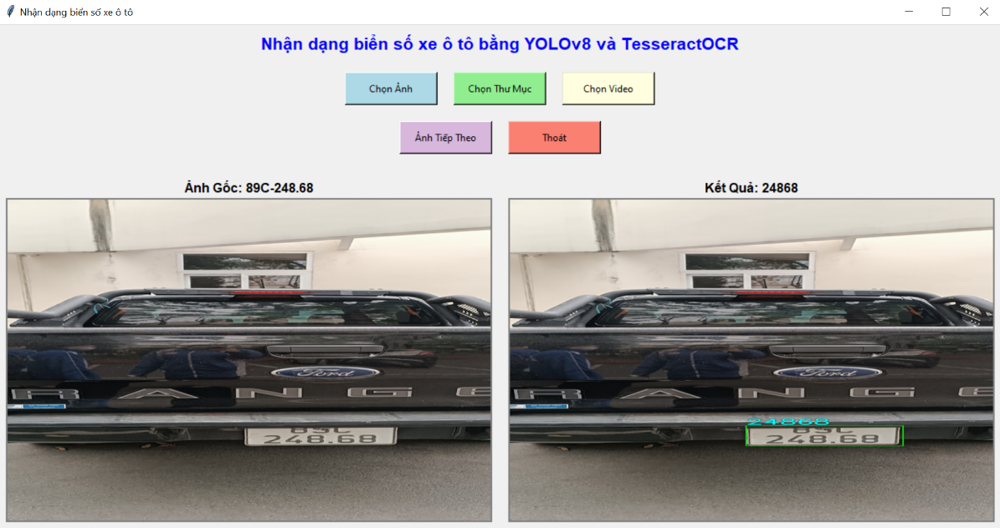 Nhận dạng biển số xe ô tô
Nhận dạng biển số xe ô tô bằng YOLOv8 và TesseractOCR
Chọn Ảnh
Chọn Thư Mục
Chọn Video
Ảnh Tiếp Theo
Thoát
Ảnh Gốc: 89C-248.68
Ford
RANGE
89C
248.68
Kết Quả: 24868
Ford
RANGE
24868
89C
248.68